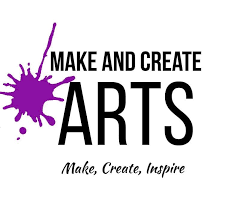 MAKE AND CREATE
ARTS
Make, Create, Inspire